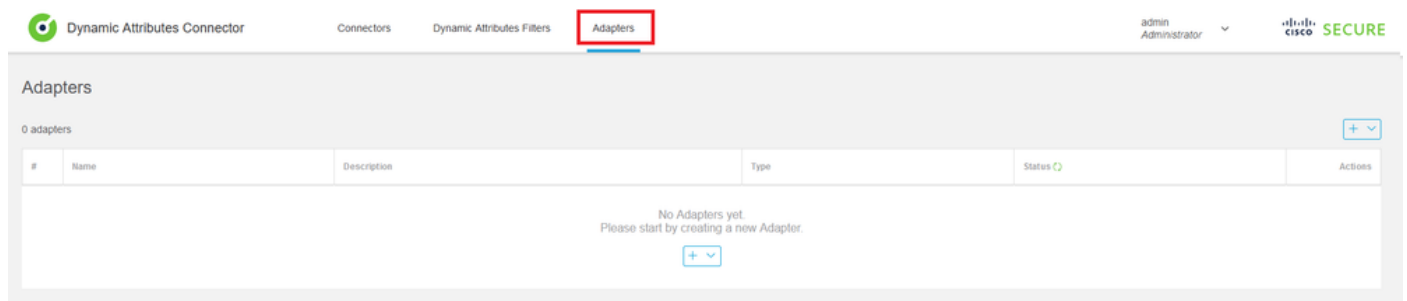 Dynamic Attributes Connector Connectors Dynamic Attributes Filters Adapters admin
Administrator
cisco SECURE
Adapters
0 adapters
# Name Description Type Status Actions
No Adapters yet.
Please start by creating a new Adapter.